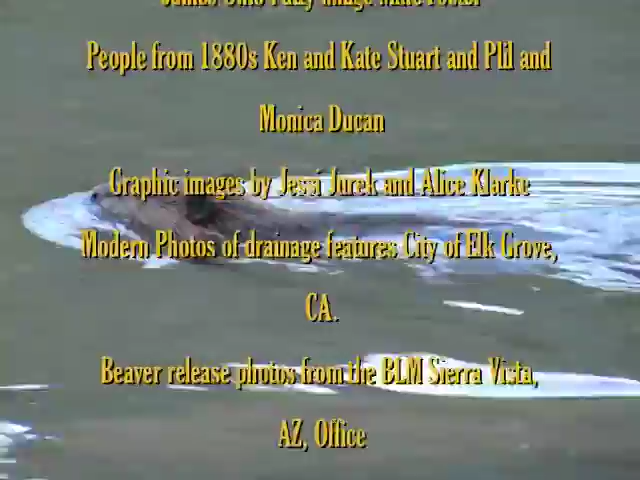 People from 1880s Ken and Kate Stuart and Plil and
Monica Ducan
Graphic images by Jessi Jurek and Alice Klarke
Modern Photos of drainage features City of Elk Grove,
CA.
Beaver release photos from the BLM Sierra Vista,
AZ, Office